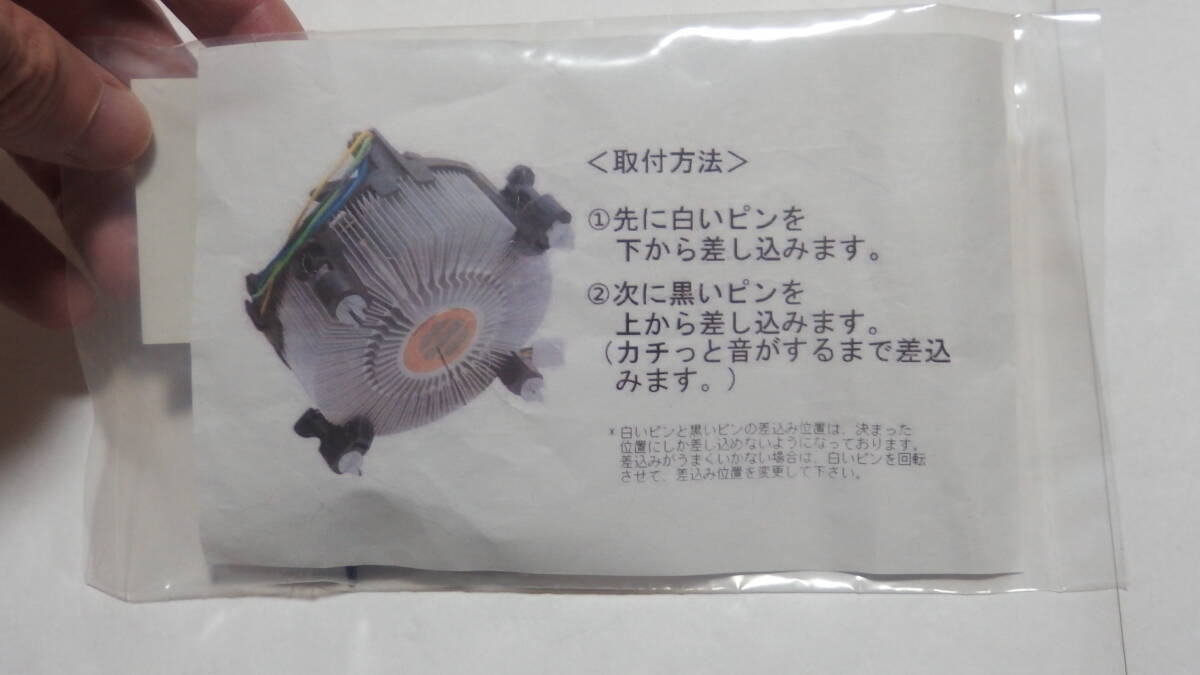 ＜取付方法＞
①先に白いピンを
下から差し込みます。
②次に黒いピンを
上から差し込みます。
（カチっと音がするまで差込
みます。）
*白いピンと黒いピンの差込み位置は、決まった
位置にしか差し込めないようになっております。
差込みがうまくいかない場合は、白いピンを回転
させて、差込み位置を変更して下さい。